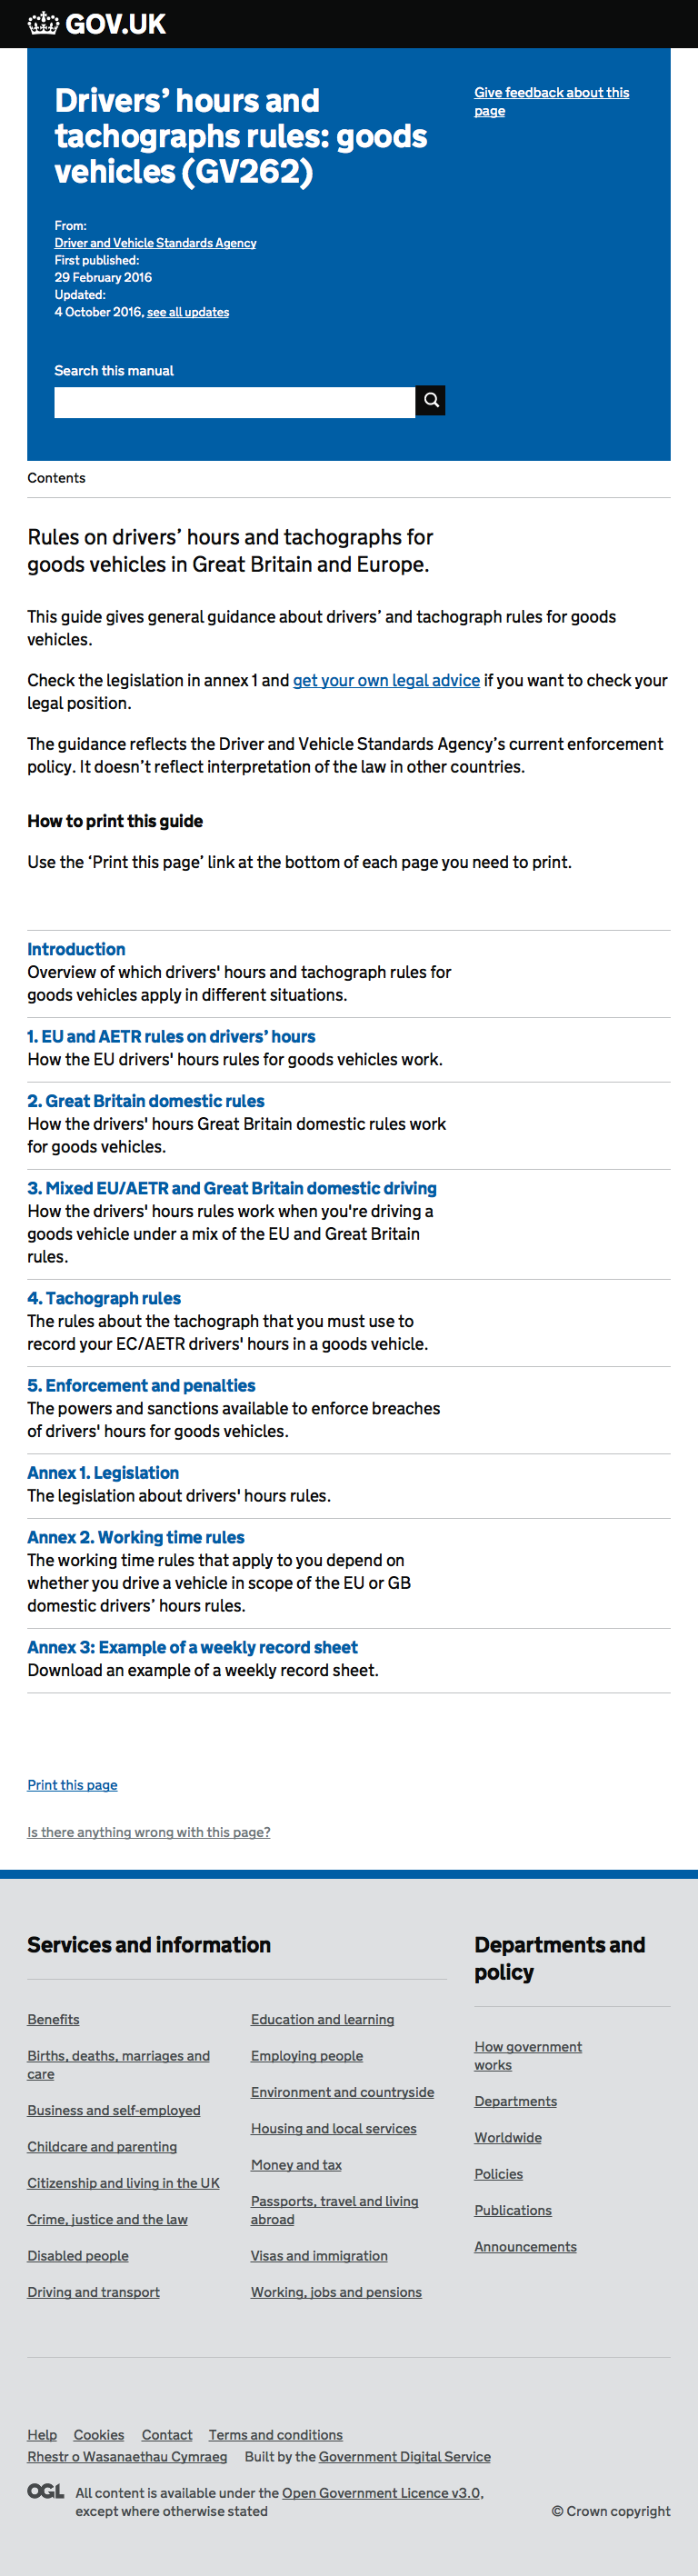 GOV.UK
Drivers’ hours and
tachographs rules: goods
vehicles (GV262)
Give feedback about this
page
From:
Driver and Vehicle Standards Agency
First published:
29 February 2016
Updated:
4 October 2016, see all updates
Search this manual
Contents
Rules on drivers’ hours and tachographs for
goods vehicles in Great Britain and Europe.
This guide gives general guidance about drivers’ and tachograph rules for goods
vehicles.
Check the legislation in annex 1 and get your own legal advice if you want to check your
legal position.
The guidance reflects the Driver and Vehicle Standards Agency’s current enforcement
policy. It doesn’t reflect interpretation of the law in other countries.
How to print this guide
Use the ‘Print this page’ link at the bottom of each page you need to print.
Introduction
Overview of which drivers' hours and tachograph rules for
goods vehicles apply in different situations.
1. EU and AETR rules on drivers’ hours
How the EU drivers' hours rules for goods vehicles work.
2. Great Britain domestic rules
How the drivers' hours Great Britain domestic rules work
for goods vehicles.
3. Mixed EU/AETR and Great Britain domestic driving
How the drivers' hours rules work when you're driving a
goods vehicle under a mix of the EU and Great Britain
rules.
4. Tachograph rules
The rules about the tachograph that you must use to
record your EC/AETR drivers' hours in a goods vehicle.
5. Enforcement and penalties
The powers and sanctions available to enforce breaches
of drivers' hours for goods vehicles.
Annex 1. Legislation
The legislation about drivers' hours rules.
Annex 2. Working time rules
The working time rules that apply to you depend on
whether you drive a vehicle in scope of the EU or GB
domestic drivers’ hours rules.
Annex 3: Example of a weekly record sheet
Download an example of a weekly record sheet.
Print this page
Is there anything wrong with this page?
Services and information
Benefits
Births, deaths, marriages and
care
Business and self-employed
Childcare and parenting
Citizenship and living in the UK
Crime, justice and the law
Disabled people
Driving and transport
Education and learning
Employing people
Environment and countryside
Housing and local services
Money and tax
Passports, travel and living
abroad
Visas and immigration
Working, jobs and pensions
Departments and
policy
How government
works
Departments
Worldwide
Policies
Publications
Announcements
Help Cookies Contact Terms and conditions
Rhestr o Wasanaethau Cymraeg Built by the Government Digital Service
OGL All content is available under the Open Government Licence v3.0,
except where otherwise stated
© Crown copyright